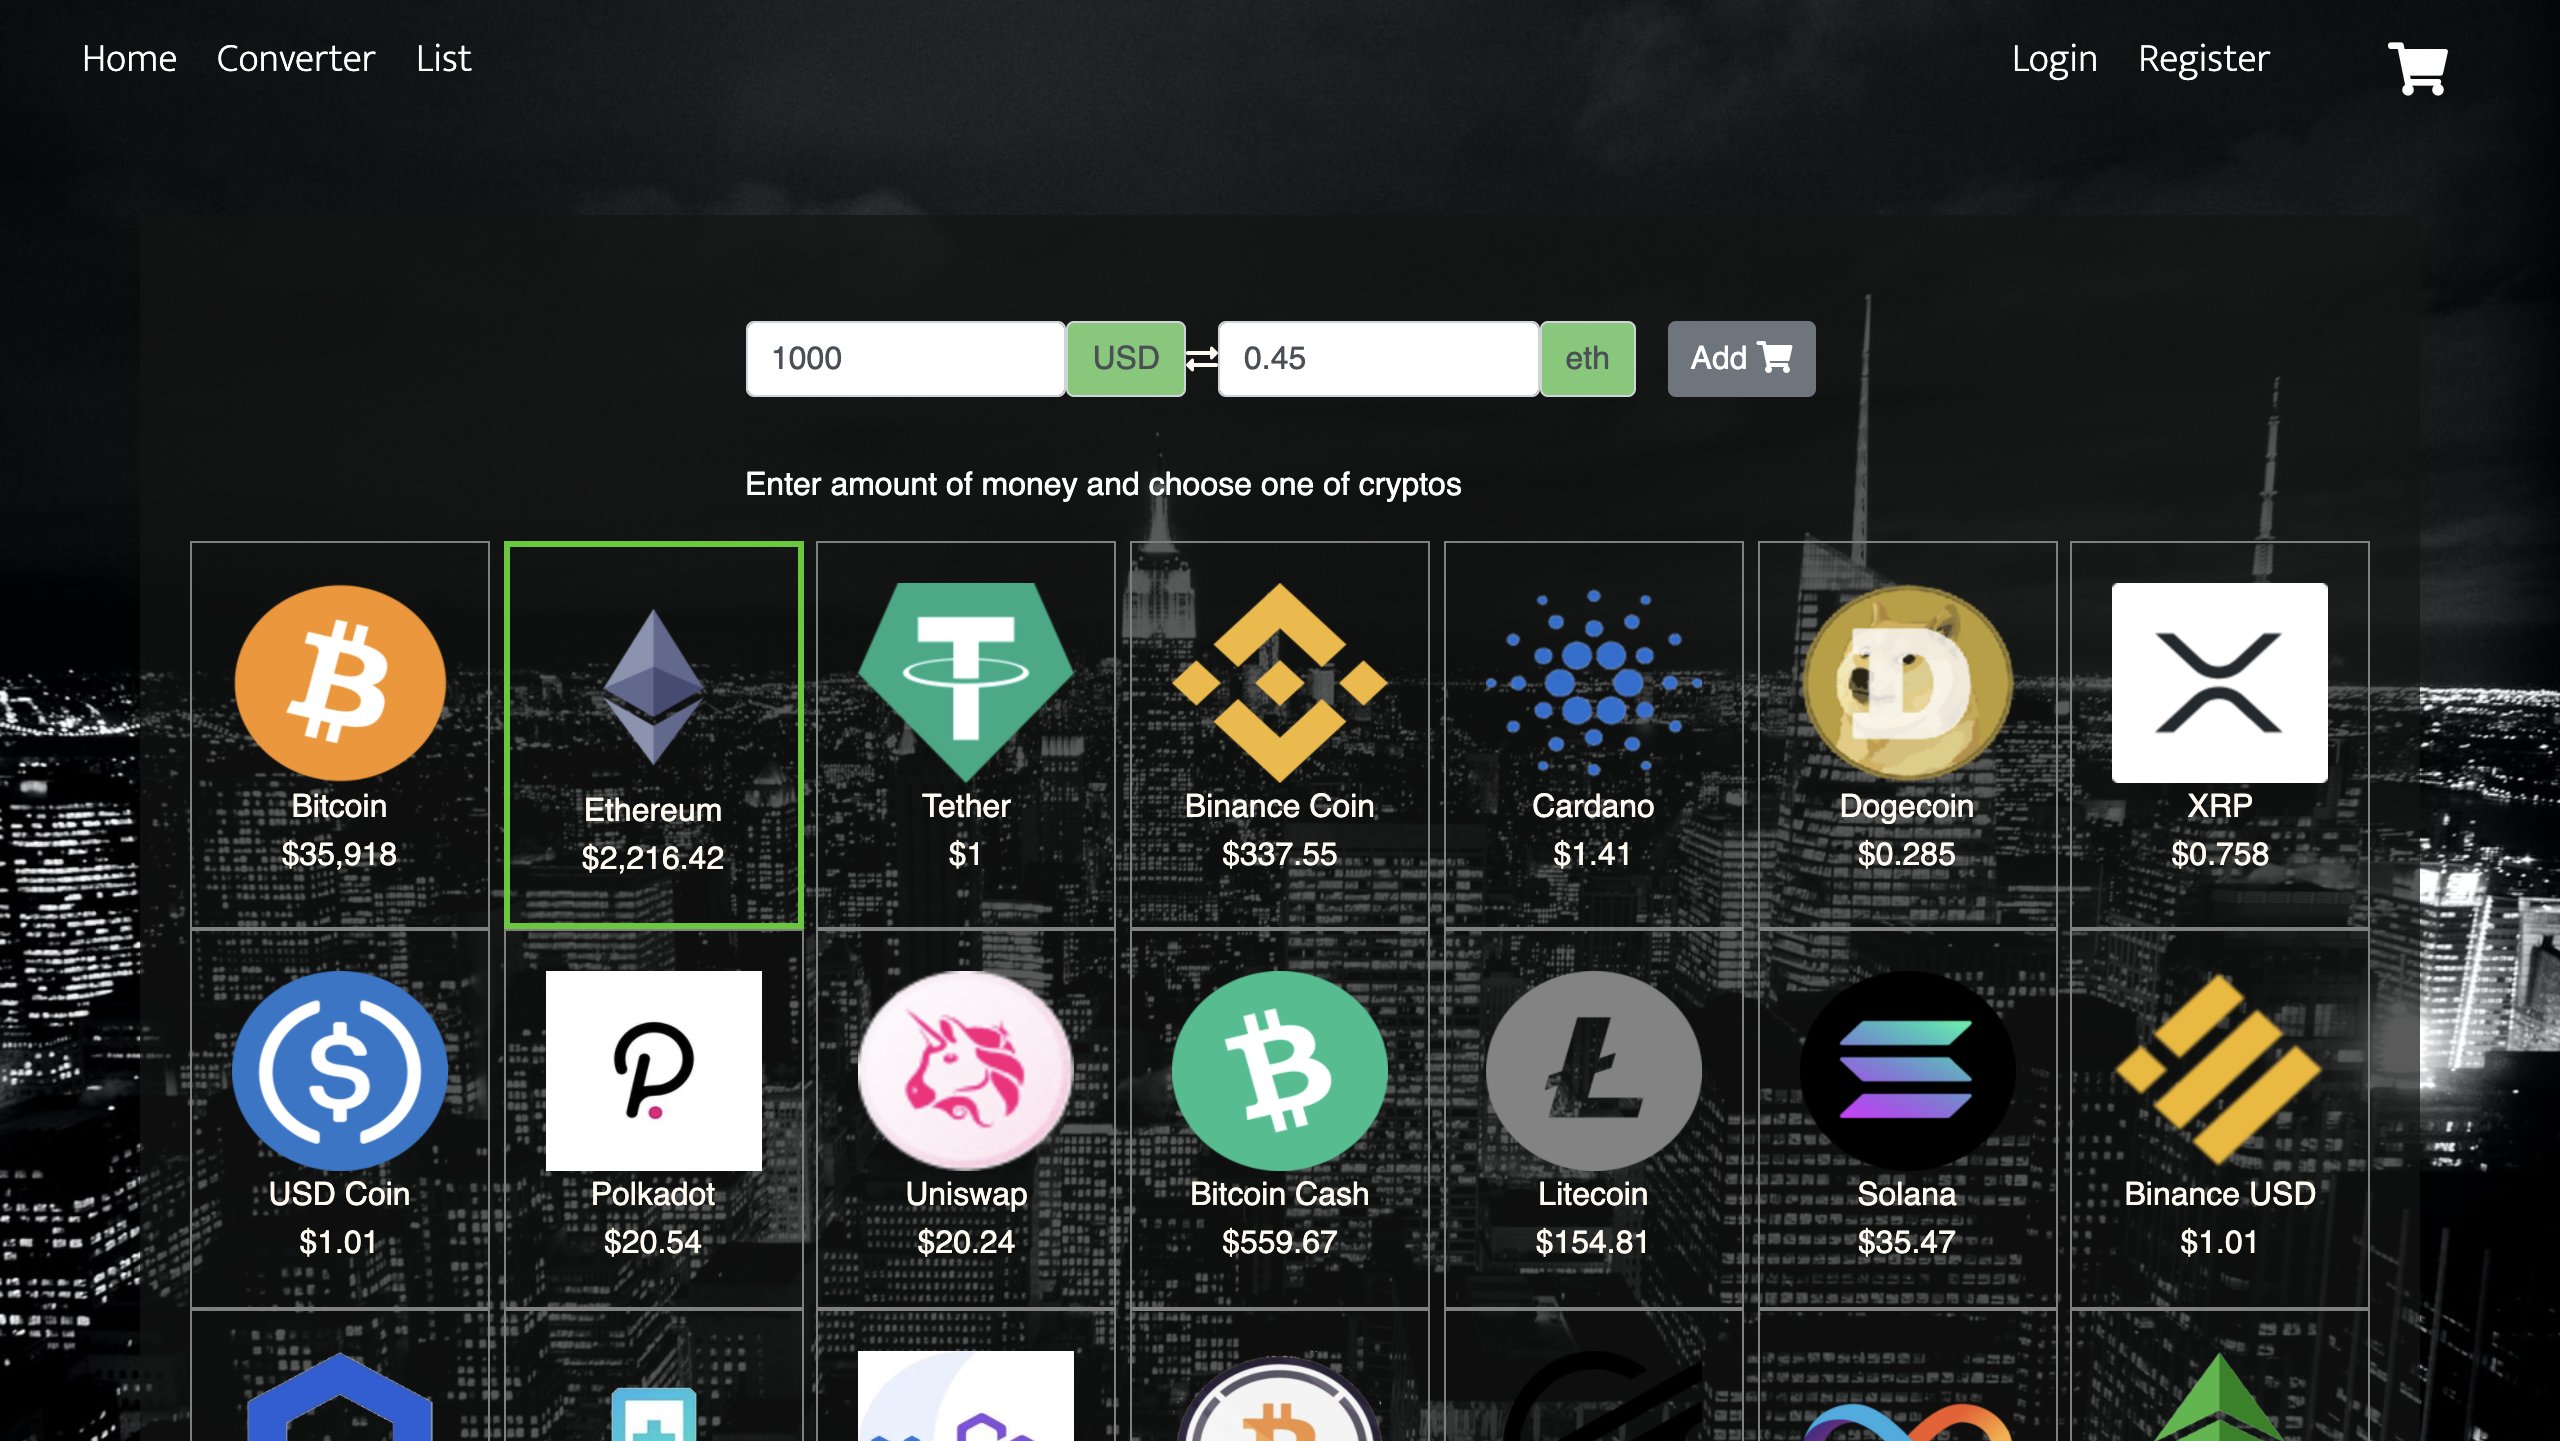 Home Converter List Login Register
1000 USD 0.45 eth Add
Enter amount of money and choose one of cryptos
Bitcoin Ethereum Tether Binance Coin Cardano Dogecoin XRP
$35,918 $2,216.42 $1 $337.55 $1.41 $0.285 $0.758
USD Coin Polkadot Uniswap Bitcoin Cash Litecoin Solana Binance USD
$1.01 $20.54 $20.24 $559.67 $154.81 $35.47 $1.01